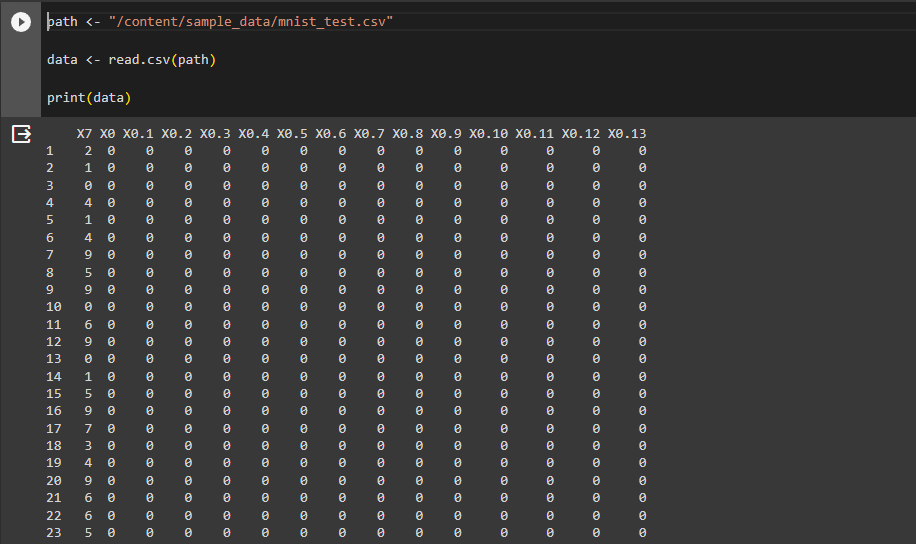 path <- "/content/sample_data/mnist_test.csv"
data <- read.csv(path)
print(data)
X7 X0 X0.1 X0.2 X0.3 X0.4 X0.5 X0.6 X0.7 X0.8 X0.9 X0.10 X0.11 X0.12 X0.13
1 2 0 0 0 0 0 0 0 0 0 0 0 0 0 0
2 1 0 0 0 0 0 0 0 0 0 0 0 0 0 0
3 0 0 0 0 0 0 0 0 0 0 0 0 0 0 0
4 4 0 0 0 0 0 0 0 0 0 0 0 0 0 0
5 1 0 0 0 0 0 0 0 0 0 0 0 0 0 0
6 4 0 0 0 0 0 0 0 0 0 0 0 0 0 0
7 9 0 0 0 0 0 0 0 0 0 0 0 0 0 0
8 5 0 0 0 0 0 0 0 0 0 0 0 0 0 0
9 9 0 0 0 0 0 0 0 0 0 0 0 0 0 0
10 0 0 0 0 0 0 0 0 0 0 0 0 0 0 0
11 6 0 0 0 0 0 0 0 0 0 0 0 0 0 0
12 9 0 0 0 0 0 0 0 0 0 0 0 0 0 0
13 0 0 0 0 0 0 0 0 0 0 0 0 0 0 0
14 1 0 0 0 0 0 0 0 0 0 0 0 0 0 0
15 5 0 0 0 0 0 0 0 0 0 0 0 0 0 0
16 9 0 0 0 0 0 0 0 0 0 0 0 0 0 0
17 7 0 0 0 0 0 0 0 0 0 0 0 0 0 0
18 3 0 0 0 0 0 0 0 0 0 0 0 0 0 0
19 4 0 0 0 0 0 0 0 0 0 0 0 0 0 0
20 9 0 0 0 0 0 0 0 0 0 0 0 0 0 0
21 6 0 0 0 0 0 0 0 0 0 0 0 0 0 0
22 6 0 0 0 0 0 0 0 0 0 0 0 0 0 0
23 5 0 0 0 0 0 0 0 0 0 0 0 0 0 0